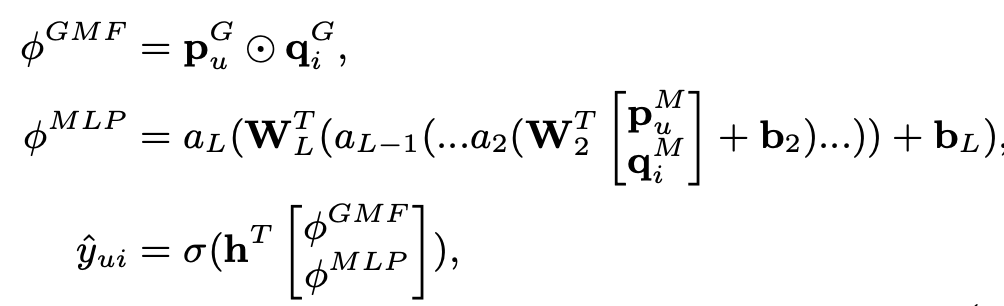 ϕ^{GMF} = p_u^G ⊙ q_i^G,
ϕ^{MLP} = a_L(W_L^T(a_{L−1}(...a_2(W_2^T [p_u^M; q_i^M] + b_2)...)) + b_L),
ŷ_{ui} = σ(h^T [ϕ^{GMF}; ϕ^{MLP}]),